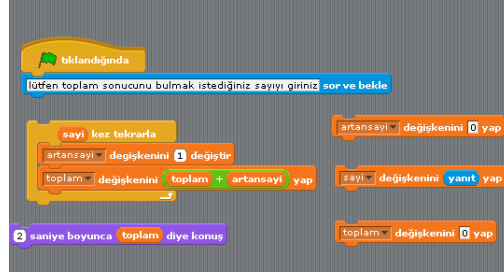 tıklandığında
lütfen toplam sonucunu bulmak istediğiniz sayıyı giriniz sor ve bekle
sayi kez tekrarla
artansayi degişkenini 1 değiştir
toplam değişkenini toplam + artansayi yap
2 saniye boyunca toplam diye konuş
artansayi değişkenini 0 yap
sayi değişkenini yanıt yap
toplam değişkenini 0 yap